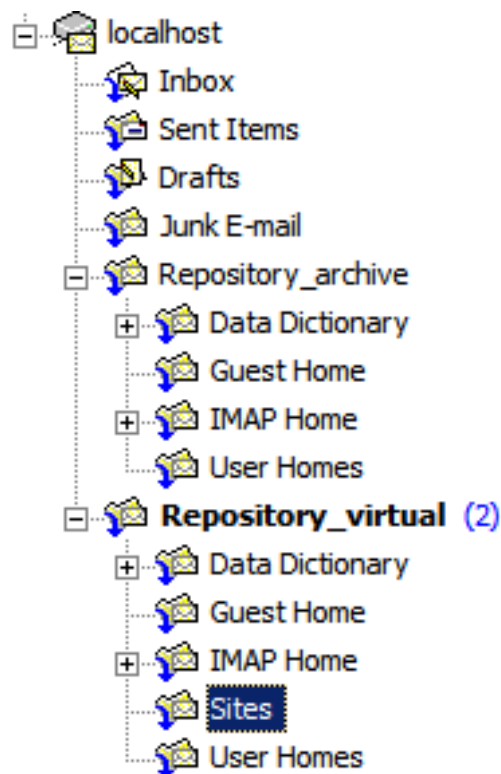 localhost
Inbox
Sent Items
Drafts
Junk E-mail
Repository_archive
Data Dictionary
Guest Home
IMAP Home
User Homes
Repository_virtual (2)
Data Dictionary
Guest Home
IMAP Home
Sites
User Homes